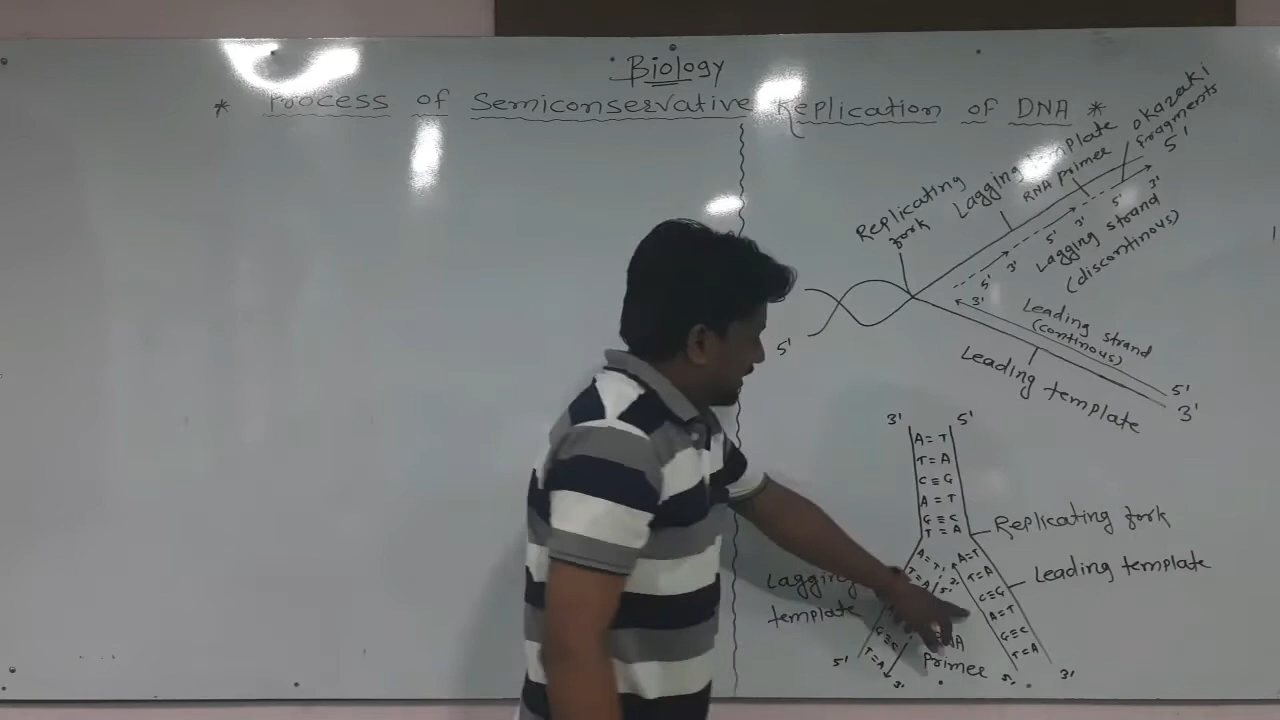 Biology
* Process of Semiconservative Replication of DNA *
Okazaki
fragments
5'
Lagging template
RNA primer
Replicating
fork
3'
5'
3'
5'
3'
5'
Lagging strand
(discontinous)
3'
Leading strand
(continous)
5'
Leading template
5'
3'
3' 5'
A = T
T = A
C ≡ G
A = T
G ≡ C
T = A
Replicating fork
A=T A=T
T=A 5' T=A
Leading template
C≡G
A=T
G≡C
T=A
Lagging
template
G≡C
T=A
Primer
5' 3' 5' 3'